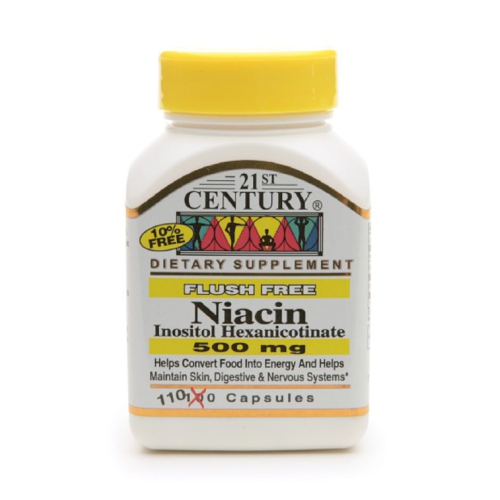 21ST
CENTURY®
10%
FREE
DIETARY SUPPLEMENT
FLUSH FREE
Niacin
Inositol Hexanicotinate
500 mg
Helps Convert Food Into Energy And Helps
Maintain Skin, Digestive & Nervous Systems*
110 100 Capsules